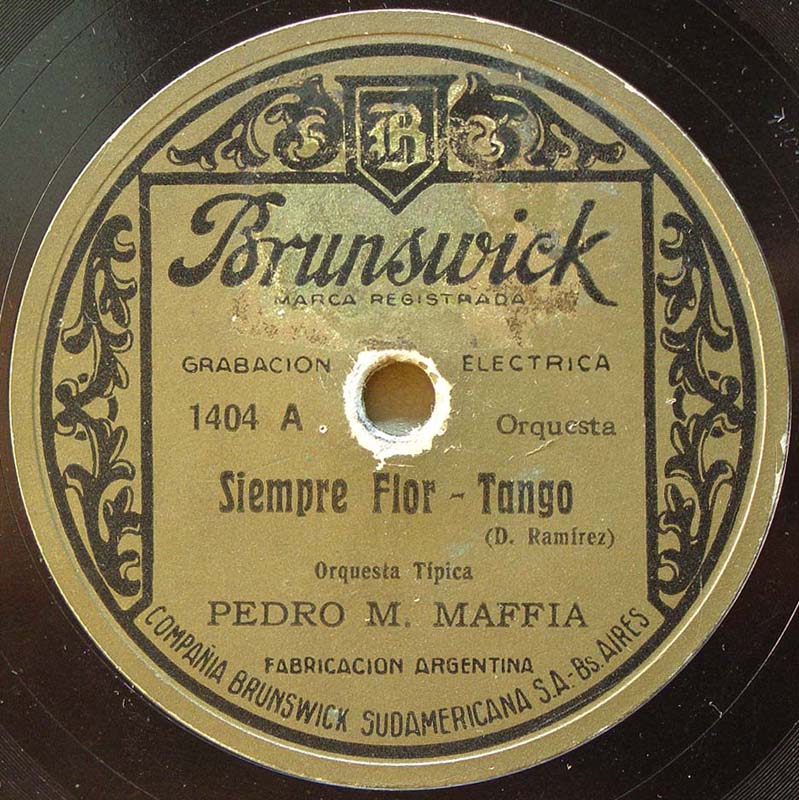 B
Brunswick
MARCA REGISTRADA
GRABACION ELECTRICA
1404 A Orquesta
Siempre Flor - Tango
(D. Ramírez)
Orquesta Típica
PEDRO M. MAFFIA
FABRICACION ARGENTINA
COMPAÑIA BRUNSWICK SUDAMERICANA S.A.-Bs. AIRES